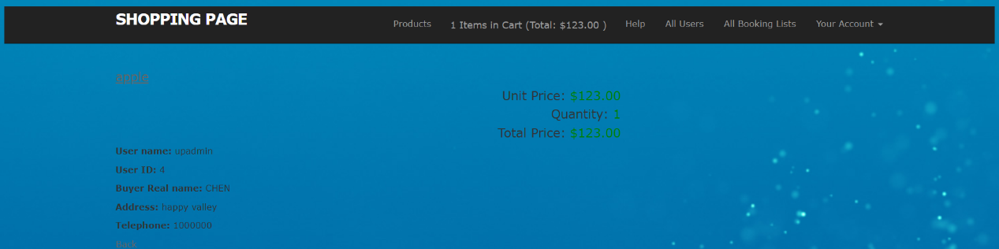 SHOPPING PAGE
Products 1 Items In Cart (Total: $123.00 ) Help All Users All Booking Lists Your Account
apple
Unit Price: $123.00
Quantity: 1
Total Price: $123.00
User name: upadmin
User ID: 4
Buyer Real name: CHEN
Address: happy valley
Telephone: 1000000
Back